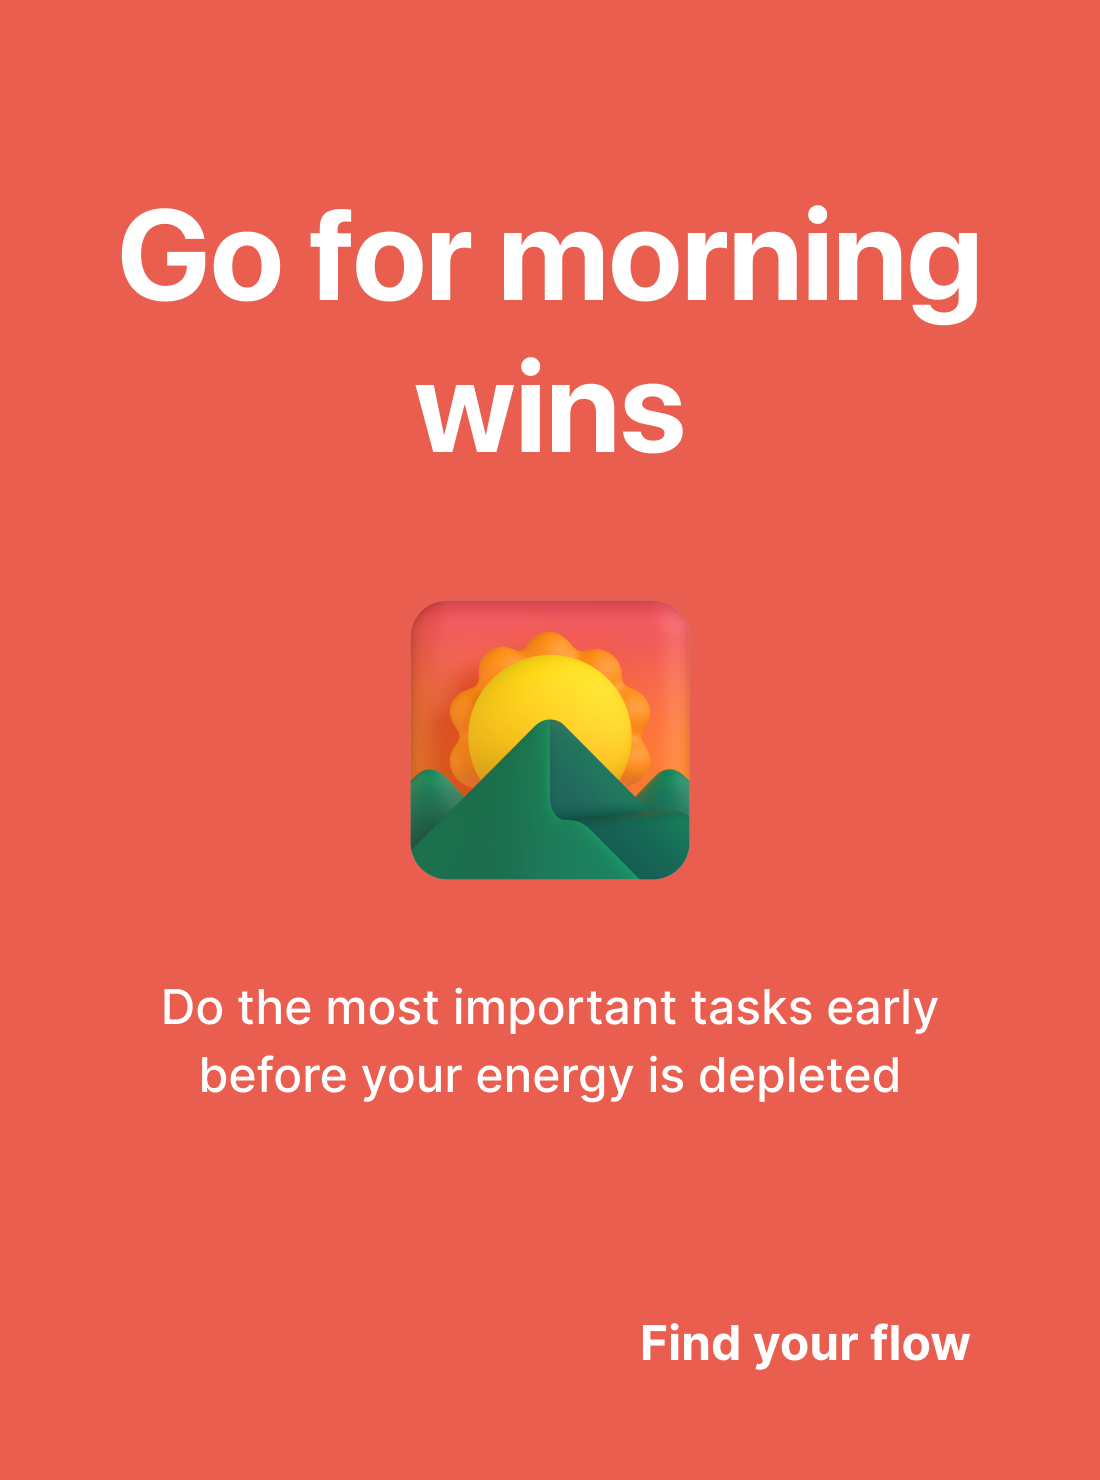 Go for morning
wins
Do the most important tasks early
before your energy is depleted
Find your flow